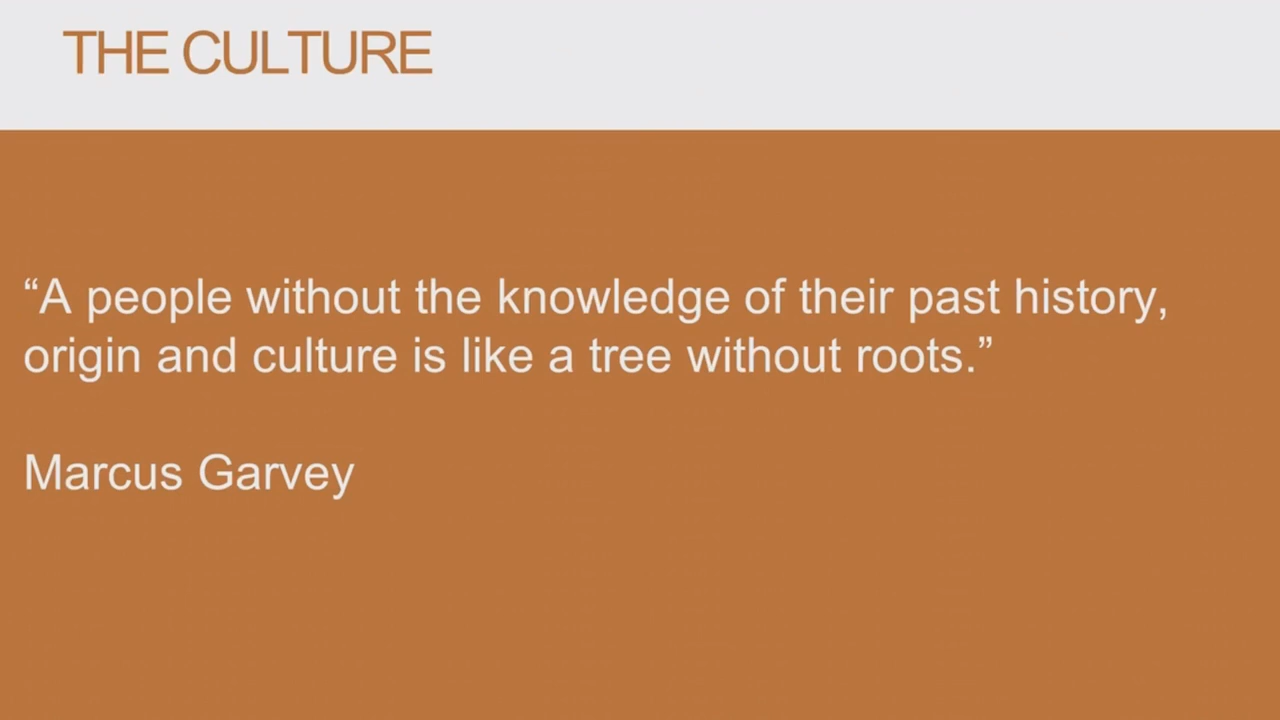 THE CULTURE
“A people without the knowledge of their past history,
origin and culture is like a tree without roots.”
Marcus Garvey